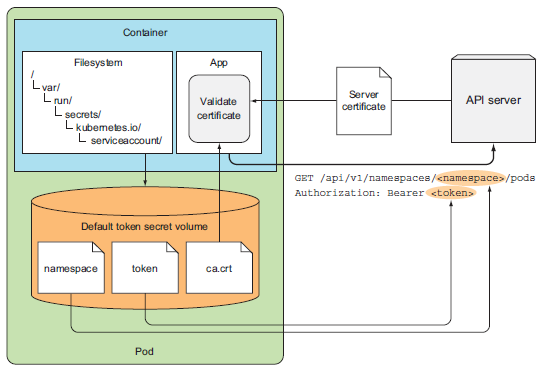 Container
Filesystem
/
var/
run/
secrets/
kubernetes.io/
serviceaccount/
App
Validate
certificate
Server
certificate
API server
GET /api/v1/namespaces/<namespace>/pods
Authorization: Bearer <token>
Default token secret volume
namespace
token
ca.crt
Pod